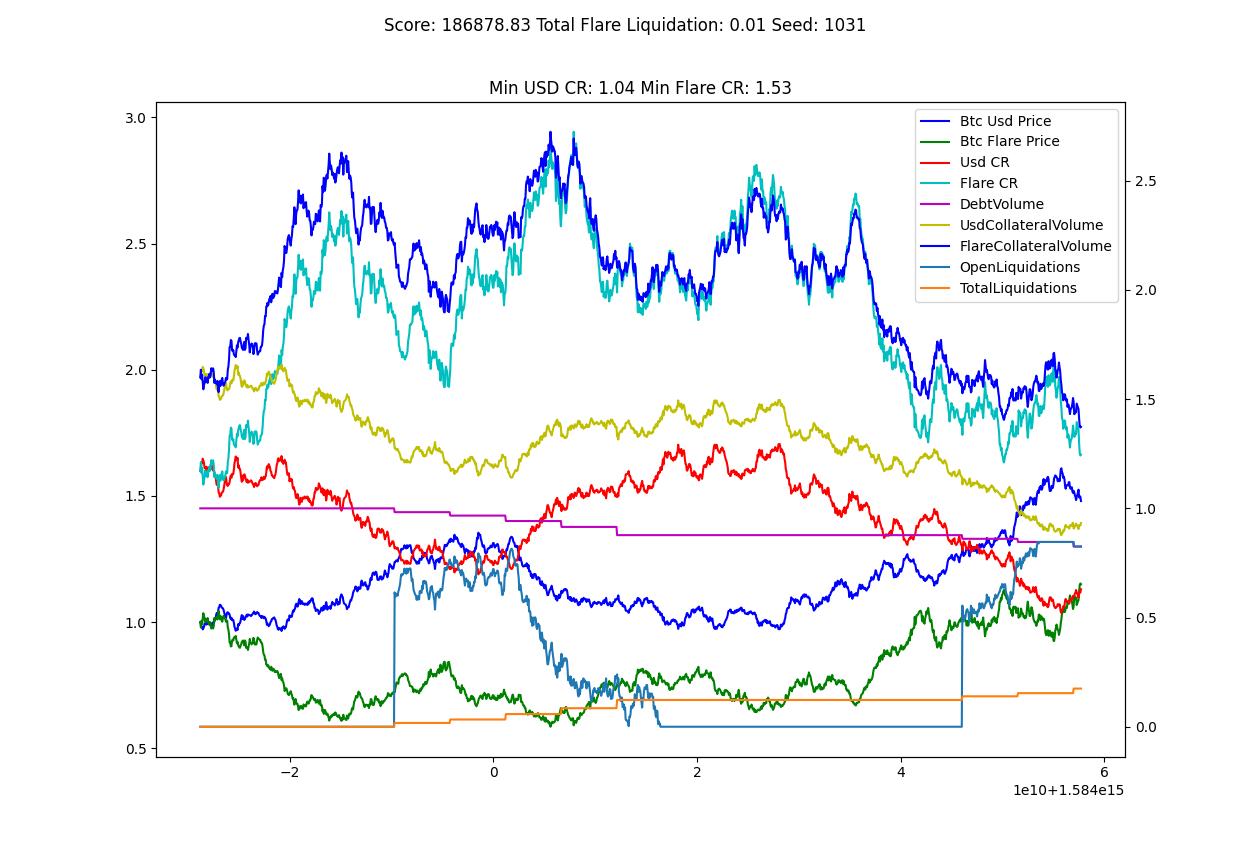 Score: 186878.83 Total Flare Liquidation: 0.01 Seed: 1031
Min USD CR: 1.04 Min Flare CR: 1.53
3.0
2.5
2.0
1.5
1.0
0.5
Btc Usd Price
Btc Flare Price
Usd CR
Flare CR
DebtVolume
UsdCollateralVolume
FlareCollateralVolume
OpenLiquidations
TotalLiquidations
2.5
2.0
1.5
1.0
0.5
0.0
−2
0
2
4
6
1e10+1.584e15